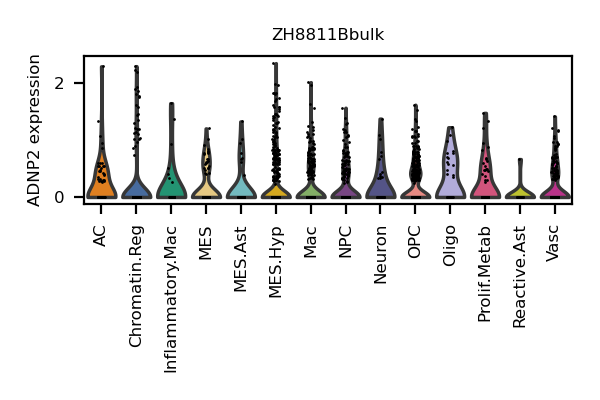 ZH8811Bbulk
ADNP2 expression
2
0
AC
Chromatin.Reg
Inflammatory.Mac
MES
MES.Ast
MES.Hyp
Mac
NPC
Neuron
OPC
Oligo
Prolif.Metab
Reactive.Ast
Vasc